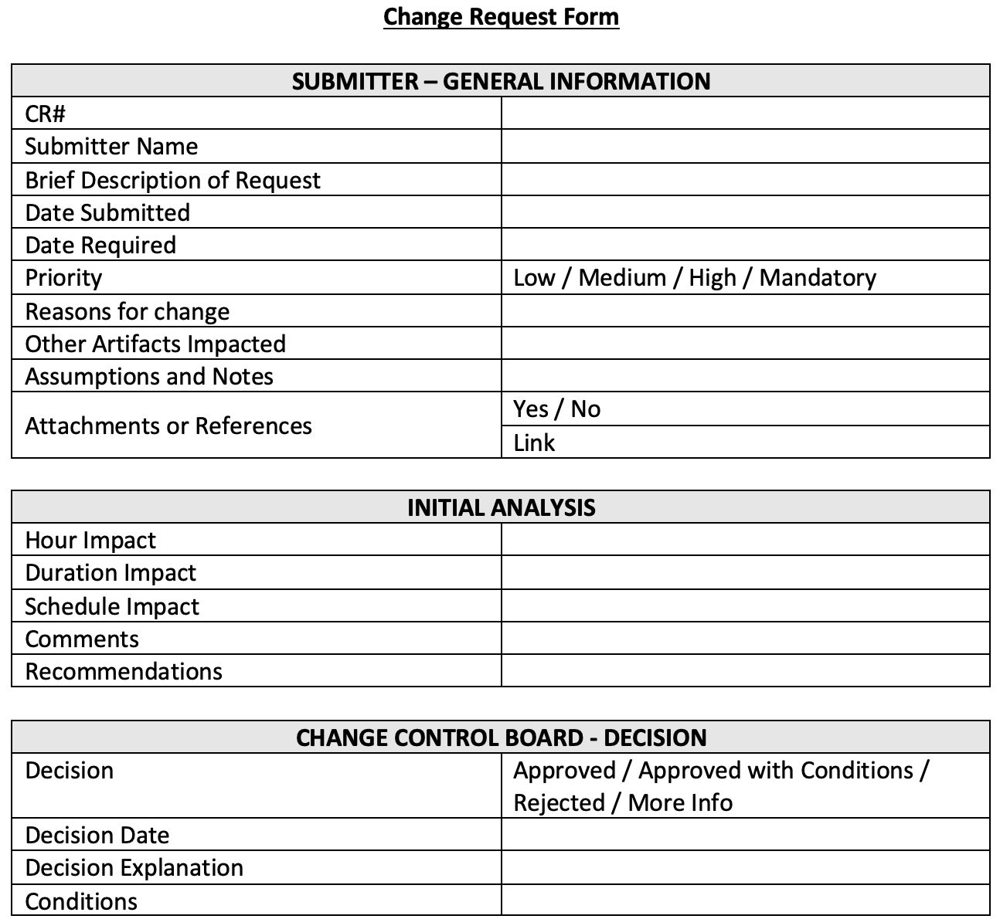 Change Request Form
SUBMITTER – GENERAL INFORMATION
CR#
Submitter Name
Brief Description of Request
Date Submitted
Date Required
Priority
Low / Medium / High / Mandatory
Reasons for change
Other Artifacts Impacted
Assumptions and Notes
Attachments or References
Yes / No
Link
INITIAL ANALYSIS
Hour Impact
Duration Impact
Schedule Impact
Comments
Recommendations
CHANGE CONTROL BOARD - DECISION
Decision
Approved / Approved with Conditions /
Rejected / More Info
Decision Date
Decision Explanation
Conditions